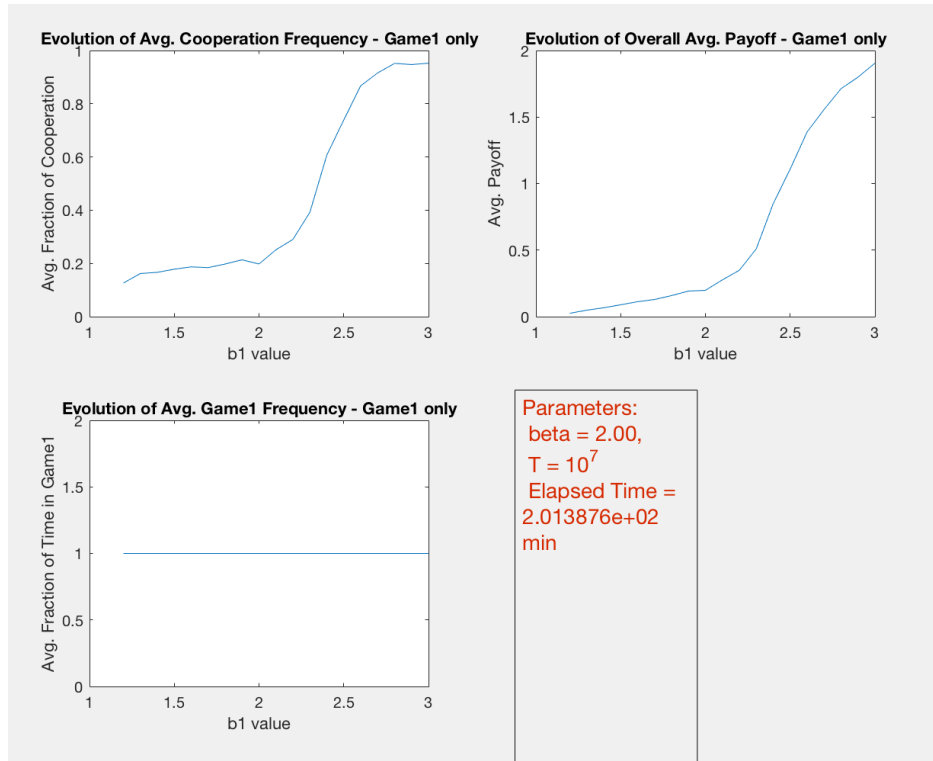 Evolution of Avg. Cooperation Frequency - Game1 only
Avg. Fraction of Cooperation
1
0.8
0.6
0.4
0.2
0
1 1.5 2 2.5 3
b1 value
Evolution of Overall Avg. Payoff - Game1 only
Avg. Payoff
2
1.5
1
0.5
0
1 1.5 2 2.5 3
b1 value
Evolution of Avg. Game1 Frequency - Game1 only
Avg. Fraction of Time in Game1
2
1.5
1
0.5
0
1 1.5 2 2.5 3
b1 value
Parameters:
beta = 2.00,
T = 10^7
Elapsed Time =
2.013876e+02
min